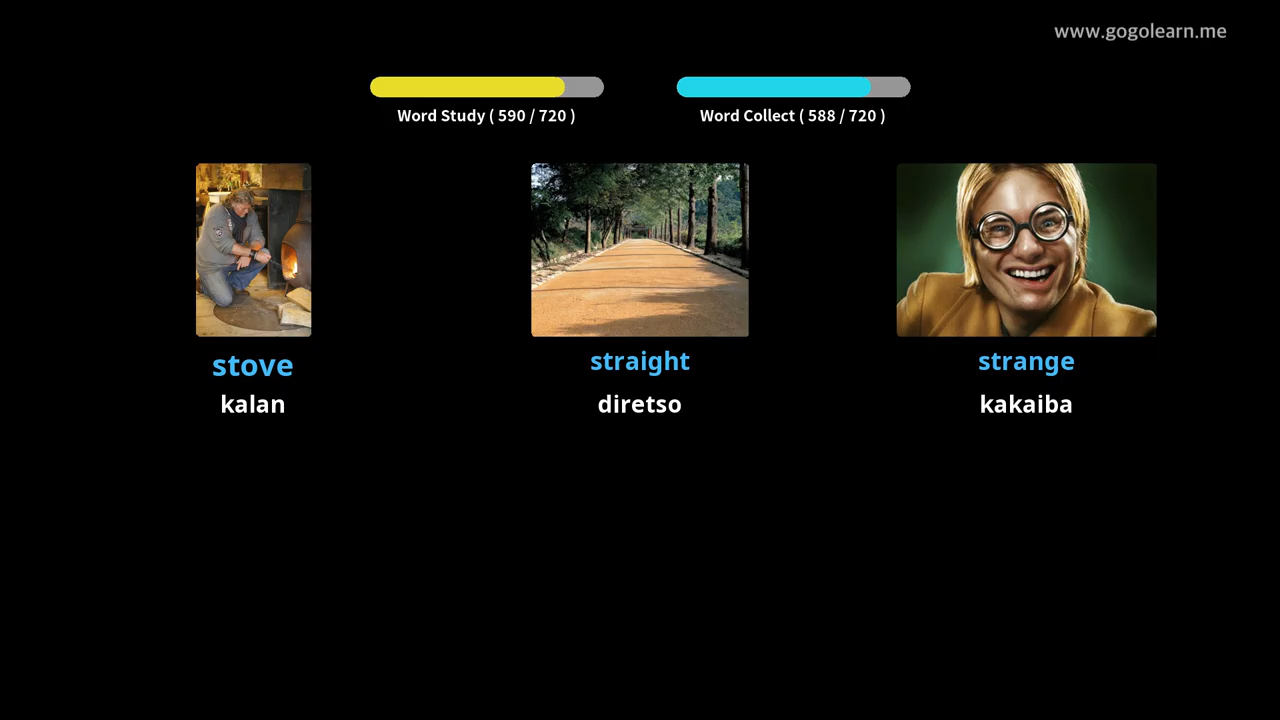 www.gogolearn.me
Word Study ( 590 / 720 )
Word Collect ( 588 / 720 )
stove
straight
strange
kalan
diretso
kakaiba